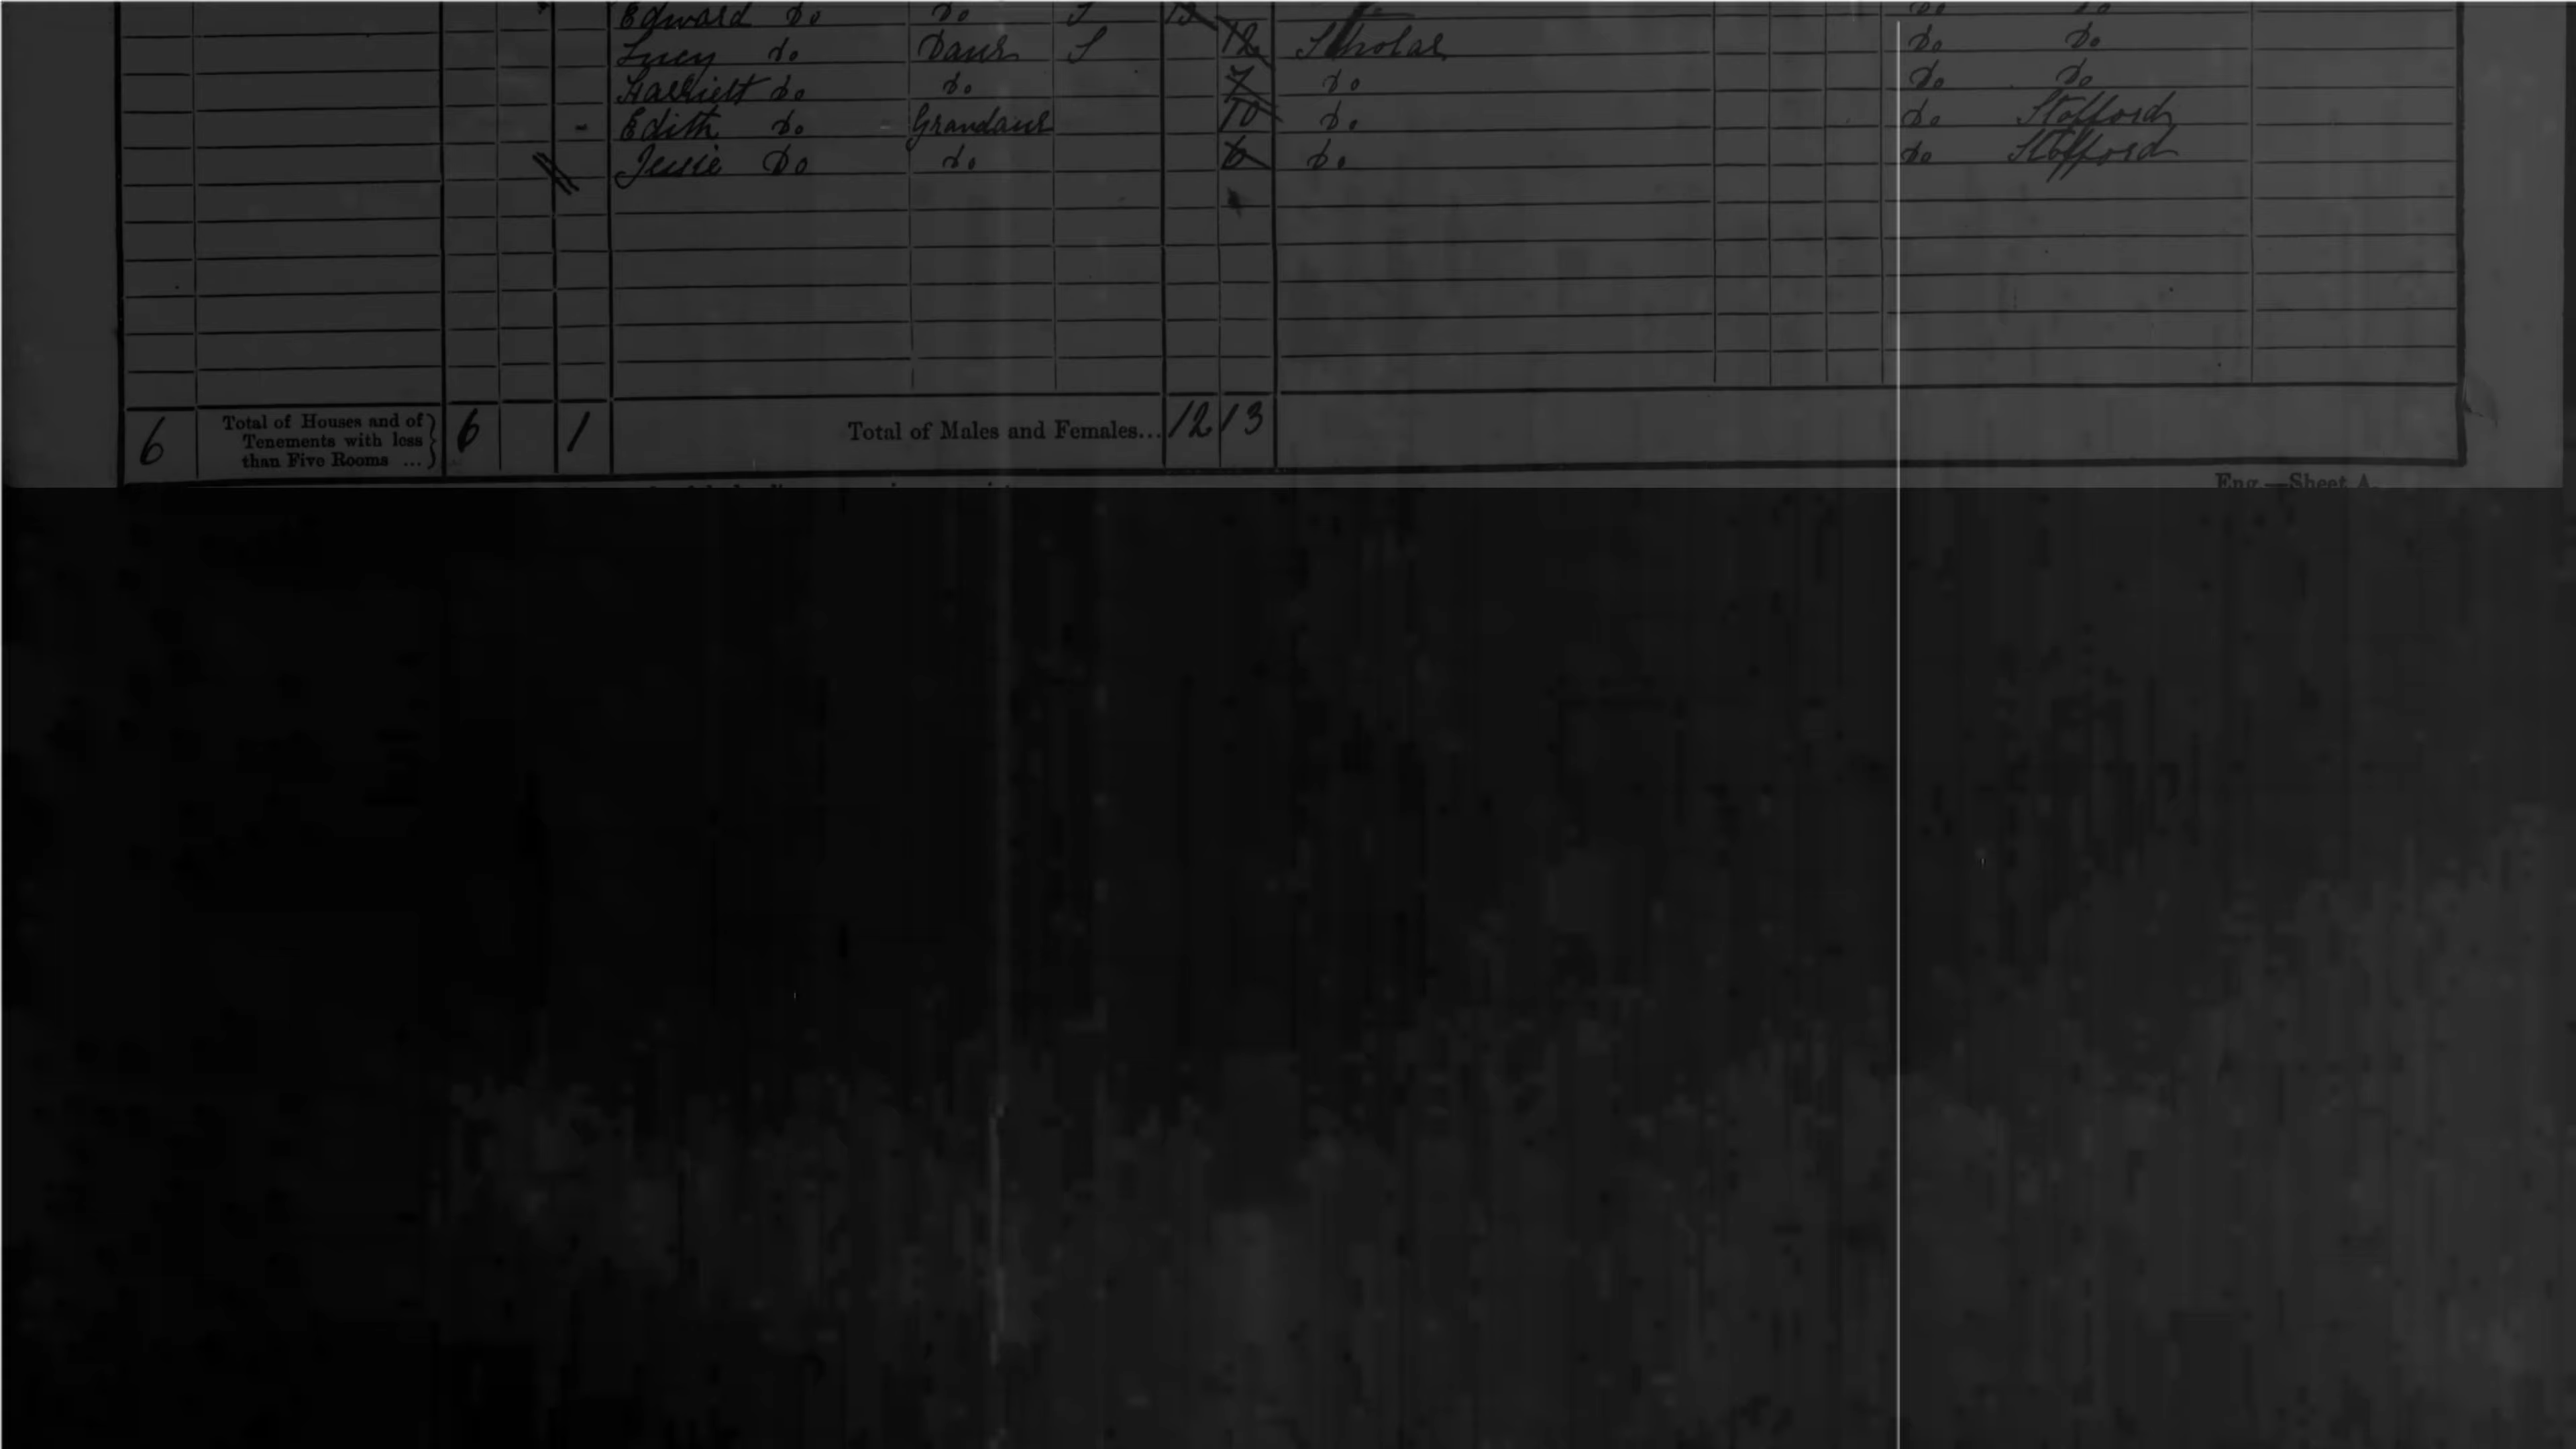 Edward Do Do S
Lucy do Daur S 12 Scholar Do Do
Harriett do do 7 do Do Do
- Edith do Grandaur 10 do Do Stafford
Jessie Do do 6 do do Stafford
6 Total of Houses and of Tenements with less than Five Rooms ... 6 1 Total of Males and Females... 12 13
Eng.—Sheet A.